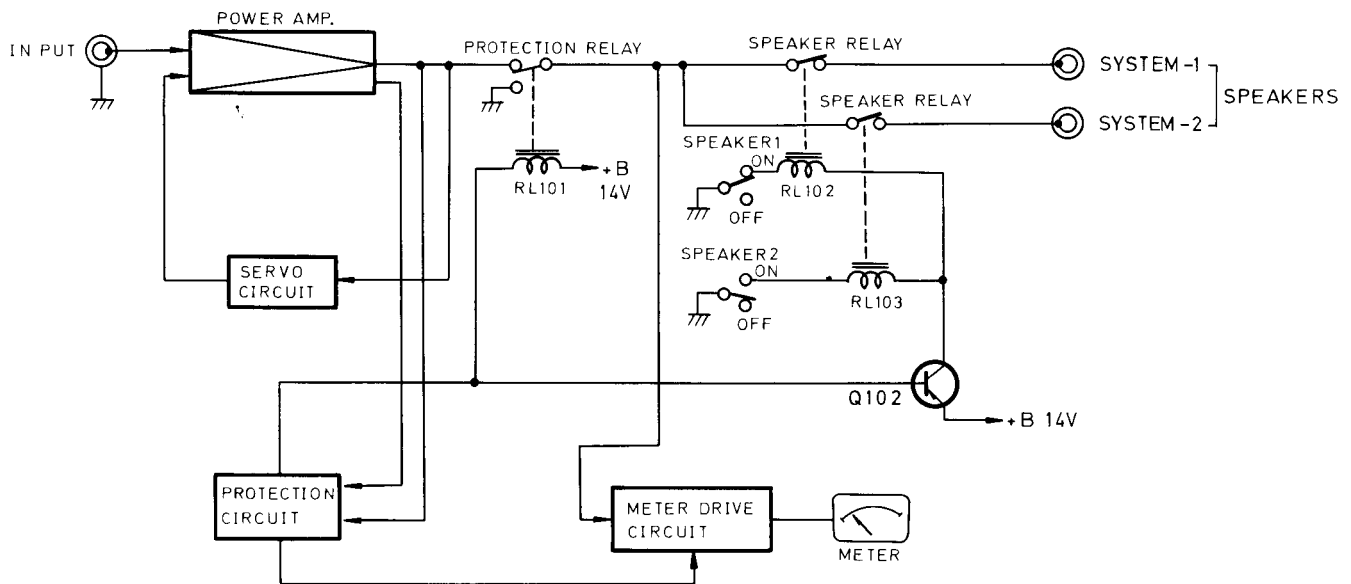 POWER AMP.
IN PUT
PROTECTION RELAY
SPEAKER RELAY
SYSTEM-1
SPEAKERS
SPEAKER RELAY
SYSTEM-2
SPEAKER1
ON
RL101
+B
14V
RL102
OFF
SPEAKER2
ON
SERVO
CIRCUIT
RL103
OFF
Q102
+B 14V
PROTECTION
CIRCUIT
METER DRIVE
CIRCUIT
METER